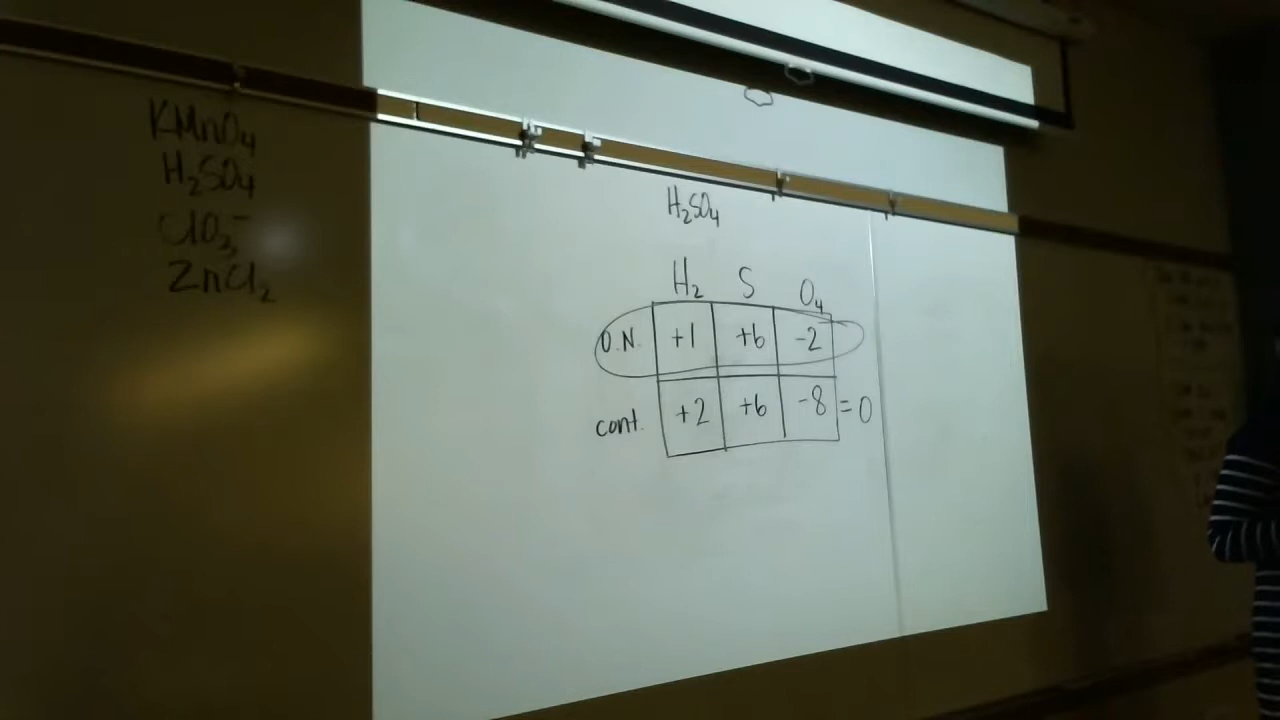 KMnO₄
H₂SO₄
ClO₃⁻
ZnCl₂
H₂SO₄
H₂ S O₄
O.N. +1 +6 -2
cont. +2 +6 -8 = 0